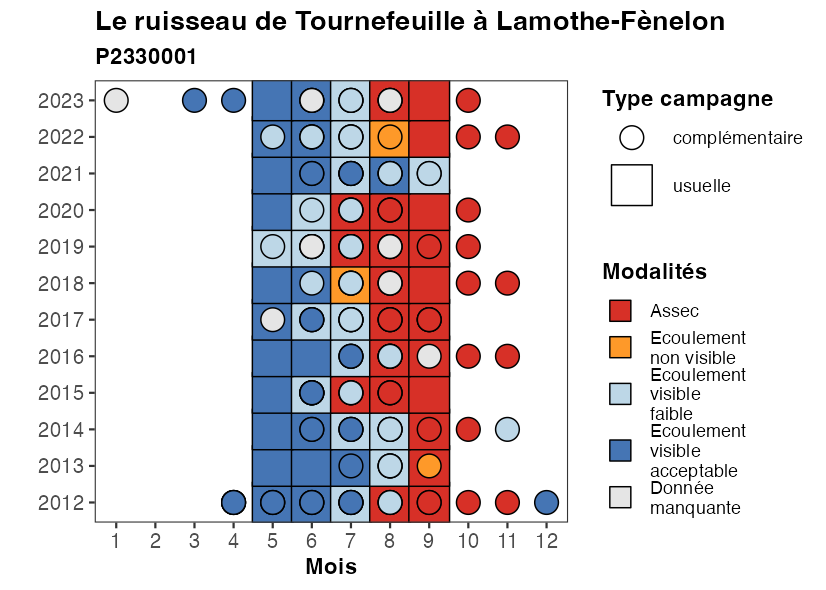 Le ruisseau de Tournefeuille à Lamothe-Fènelon
P2330001
2023
2022
2021
2020
2019
2018
2017
2016
2015
2014
2013
2012
1 2 3 4 5 6 7 8 9 10 11 12
Mois
Type campagne
complémentaire
usuelle
Modalités
Assec
Ecoulement
non visible
Ecoulement
visible
faible
Ecoulement
visible
acceptable
Donnée
manquante